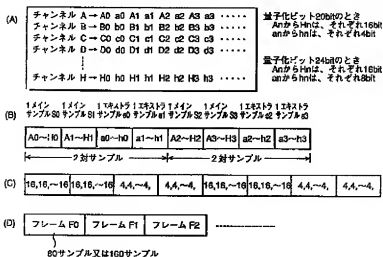 (A)
チャンネル A → A0 a0 A1 a1 A2 a2 A3 a3 ‥‥‥
チャンネル B → B0 b0 B1 b1 B2 b2 B3 b3 ‥‥‥
チャンネル C → C0 c0 C1 c1 C2 c2 C3 c3 ‥‥‥
チャンネル D → D0 d0 D1 d1 D2 d2 D3 d3 ‥‥‥
チャンネル H → H0 h0 H1 h1 H2 h2 H3 h3 ‥‥‥
量子化ビット20bitのとき
AnからHnは、それぞれ16bit
anからhnは、それぞれ4bit
量子化ビット24bitのとき
AnからHnは、それぞれ16bit
anからhnは、それぞれ8bit
(B)
1メイン サンプルS0
1メイン サンプルS1
1エキストラ サンプルe0
1エキストラ サンプルe1
1メイン サンプルS2
1メイン サンプルS3
1エキストラ サンプルe2
1エキストラ サンプルe3
A0〜H0 A1〜H1 a0〜h0 a1〜h1 A2〜H2 A3〜H3 a2〜h2 a3〜h3
2対サンプル 2対サンプル
(C) 16,16,〜16 16,16,〜16 4,4,〜4, 4,4,〜4, 16,16,〜16 16,16,〜16 4,4,〜4, 4,4,〜4,
(D) フレーム F0 フレーム F1 フレーム F2
80サンプル又は160サンプル